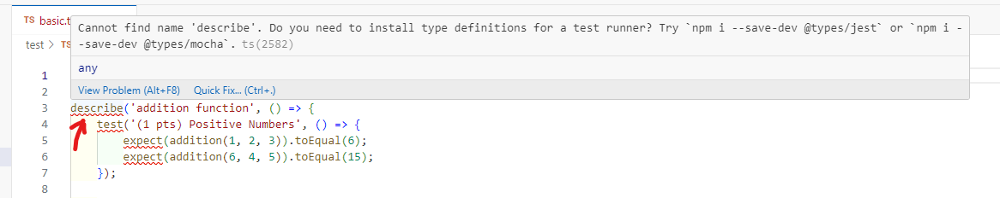 TS basic.t
Cannot find name 'describe'. Do you need to install type definitions for a test runner? Try `npm i --save-dev @types/jest` or `npm i -
-save-dev @types/mocha`. ts(2582)
test > TS
any
View Problem (Alt+F8) Quick Fix... (Ctrl+.)
1
2
3 describe('addition function', () => {
4 test('(1 pts) Positive Numbers', () => {
5 expect(addition(1, 2, 3)).toEqual(6);
6 expect(addition(6, 4, 5)).toEqual(15);
7 });
8